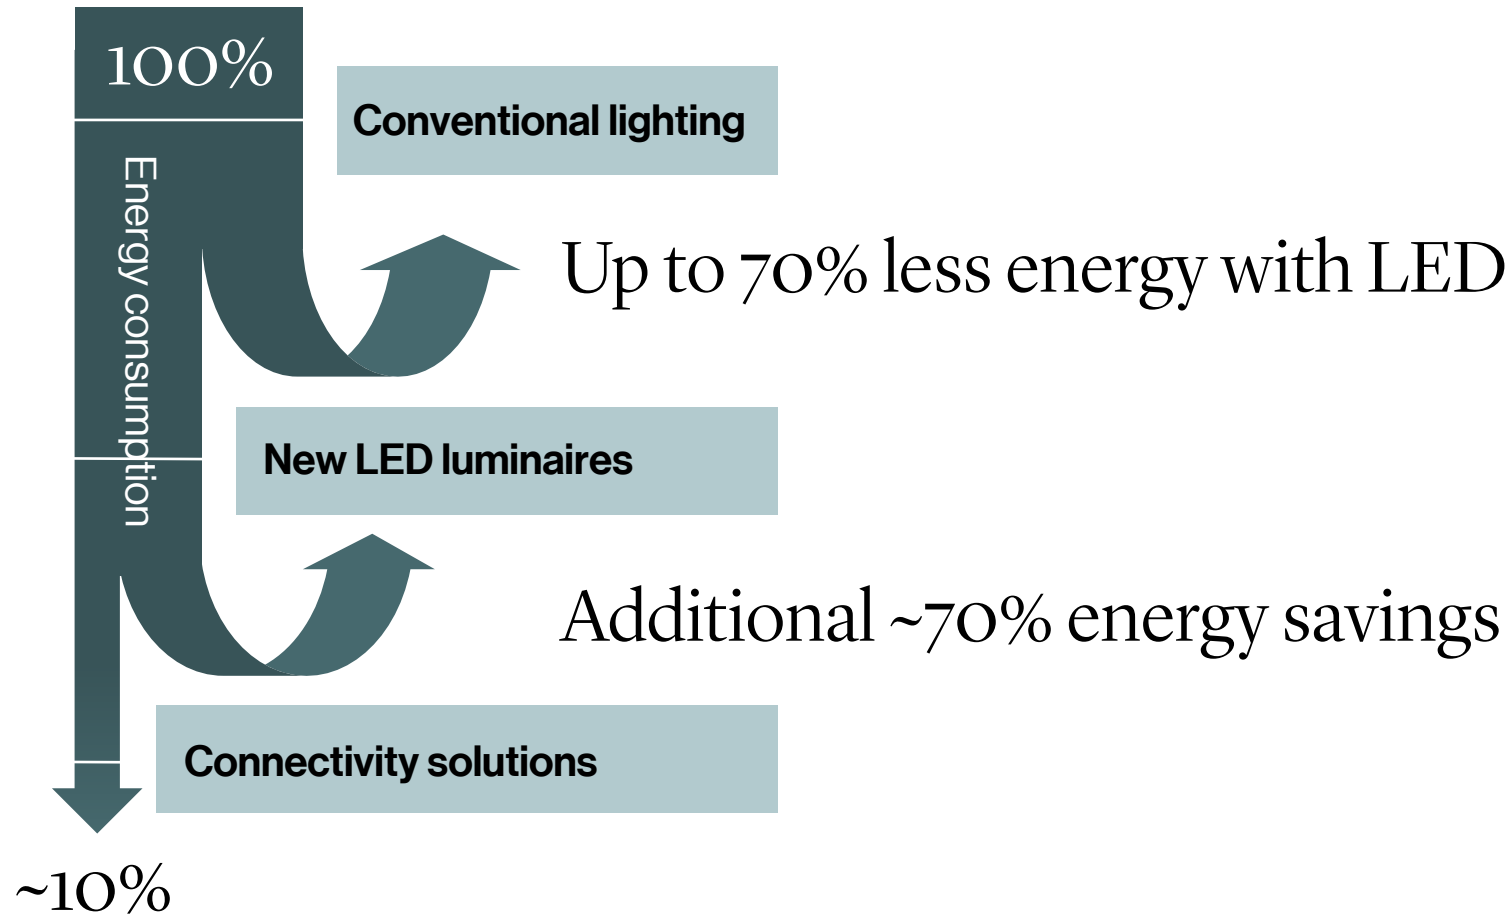 100%
Conventional lighting
Energy consumption
Up to 70% less energy with LED
New LED luminaires
Additional ~70% energy savings
Connectivity solutions
~10%